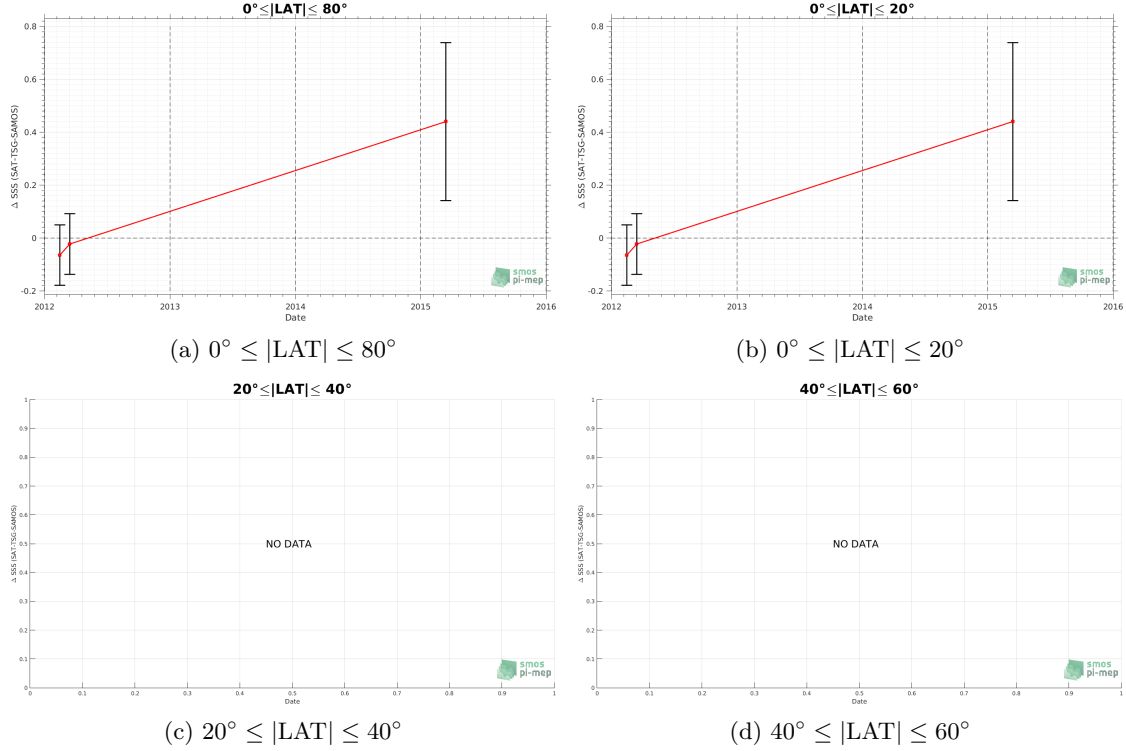 0°≤|LAT|≤ 80°
0.8
0.6
0.4
0.2
0
-0.2
Δ SSS (SAT-TSG-SAMOS)
2012 2013 2014 2015 2016
Date
smos
pi-mep
(a) 0° ≤ |LAT| ≤ 80°
0°≤|LAT|≤ 20°
0.8
0.6
0.4
0.2
0
-0.2
Δ SSS (SAT-TSG-SAMOS)
2012 2013 2014 2015 2016
Date
smos
pi-mep
(b) 0° ≤ |LAT| ≤ 20°
20°≤|LAT|≤ 40°
1
0.9
0.8
0.7
0.6
0.5
0.4
0.3
0.2
0.1
0
Δ SSS (SAT-TSG-SAMOS)
NO DATA
0 0.1 0.2 0.3 0.4 0.5 0.6 0.7 0.8 0.9 1
Date
smos
pi-mep
(c) 20° ≤ |LAT| ≤ 40°
40°≤|LAT|≤ 60°
1
0.9
0.8
0.7
0.6
0.5
0.4
0.3
0.2
0.1
0
Δ SSS (SAT-TSG-SAMOS)
NO DATA
0 0.1 0.2 0.3 0.4 0.5 0.6 0.7 0.8 0.9 1
Date
smos
pi-mep
(d) 40° ≤ |LAT| ≤ 60°